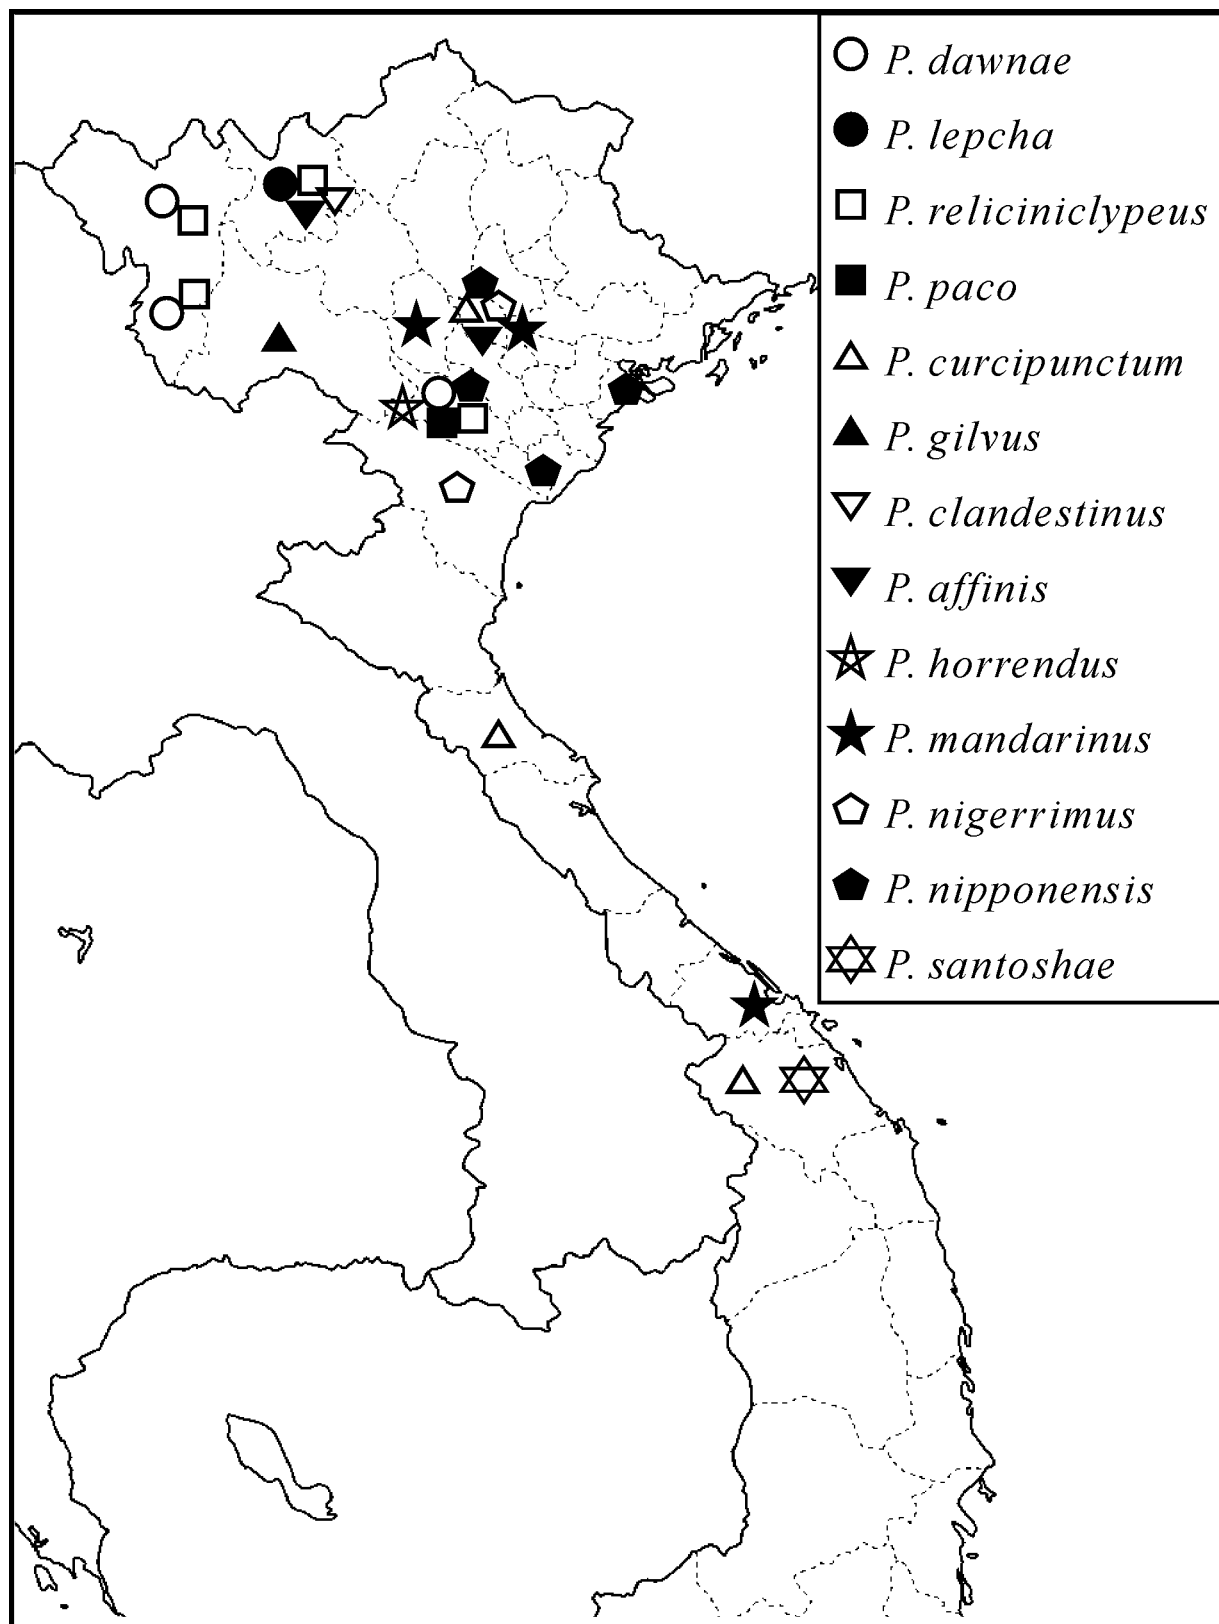 P. dawnae
P. lepcha
P. reliciniclypeus
P. paco
P. curcipunctum
P. gilvus
P. clandestinus
P. affinis
P. horrendus
P. mandarinus
P. nigerrimus
P. nipponensis
P. santoshae